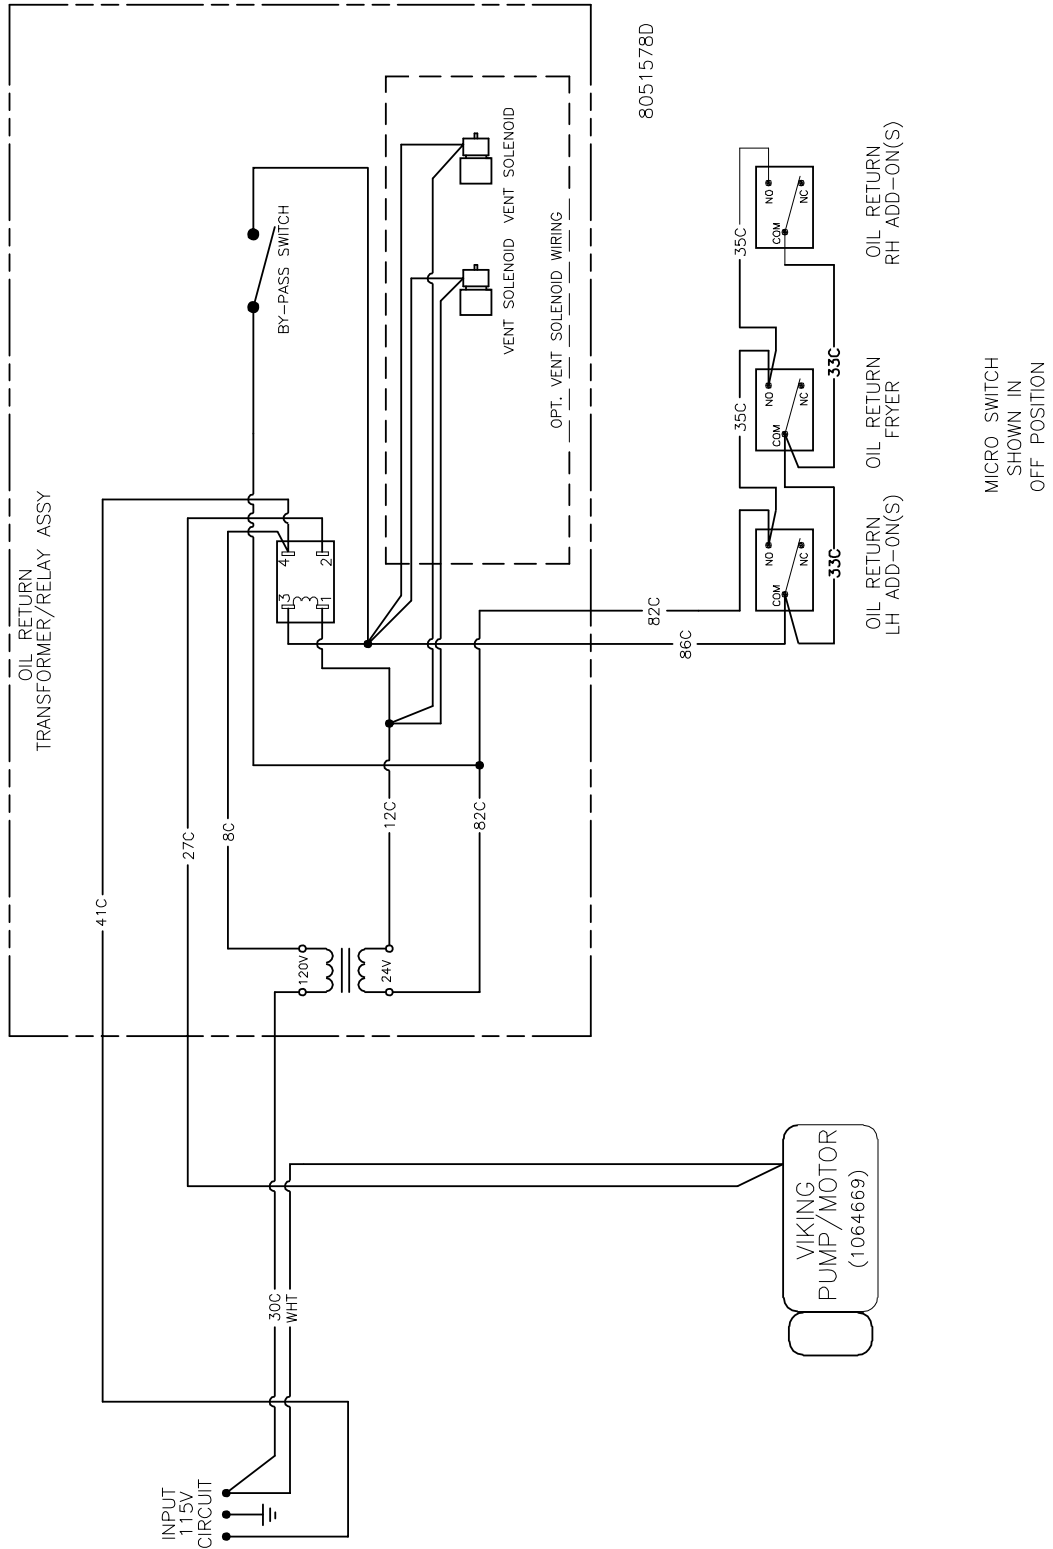 OIL RETURN
TRANSFORMER/RELAY ASSY
BY-PASS SWITCH
VENT SOLENOID
VENT SOLENOID
OPT. VENT SOLENOID WIRING
8051578D
4
2
3
1
41C
27C
8C
12C
82C
120V
24V
82C
86C
35C
35C
33C
33C
NO
COM
NC
OIL RETURN
RH ADD-ON(S)
NO
COM
NC
OIL RETURN
FRYER
NO
COM
NC
OIL RETURN
LH ADD-ON(S)
MICRO SWITCH
SHOWN IN
OFF POSITION
30C
WHT
INPUT
115V
CIRCUIT
VIKING
PUMP/MOTOR
(1064669)